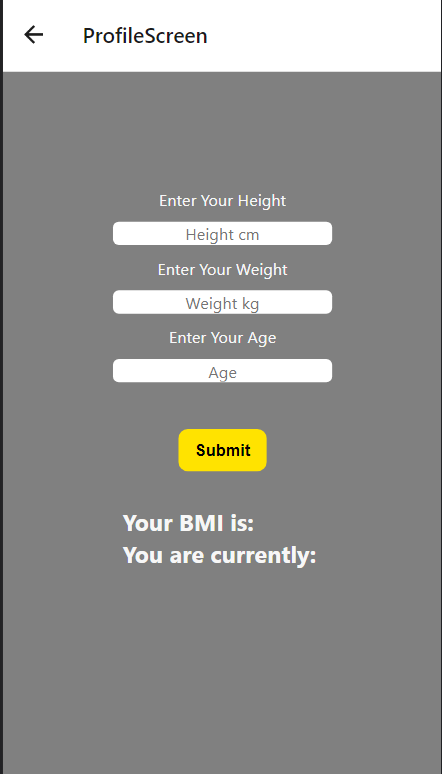 ProfileScreen
Enter Your Height
Height cm
Enter Your Weight
Weight kg
Enter Your Age
Age
Submit
Your BMI is:
You are currently: